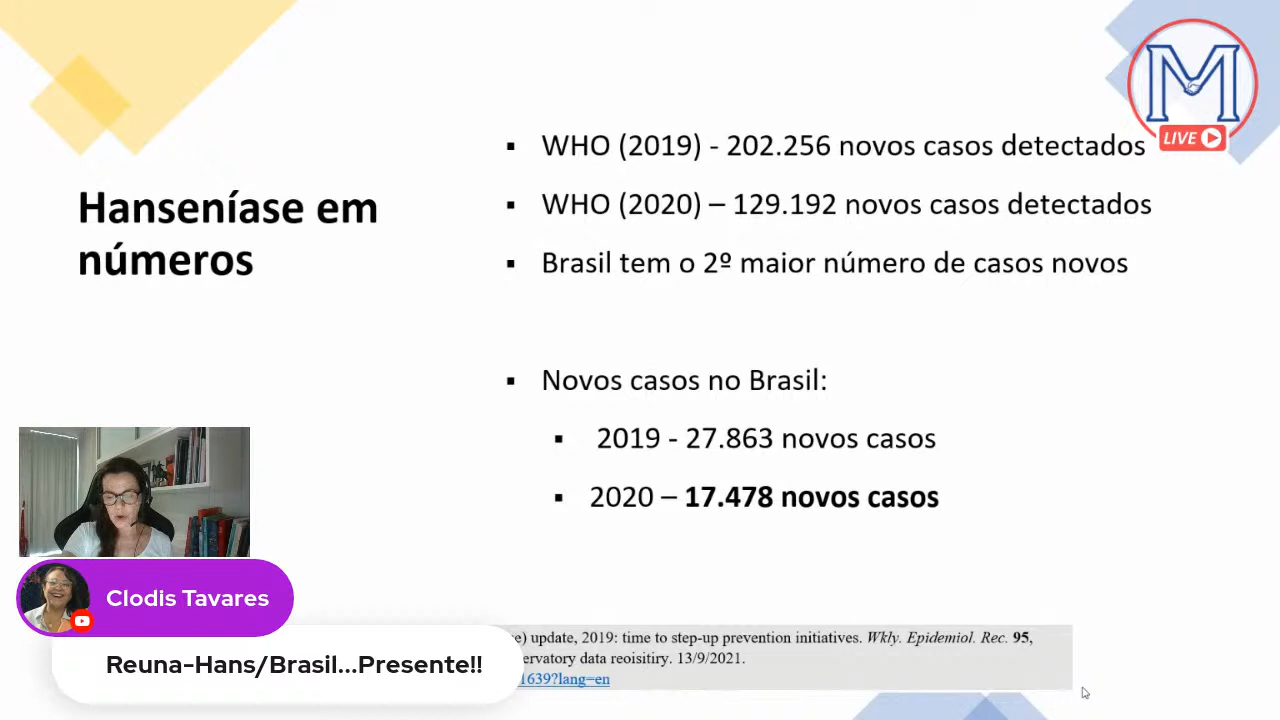 M
LIVE
Hanseníase em
números
▪ WHO (2019) - 202.256 novos casos detectados
▪ WHO (2020) – 129.192 novos casos detectados
▪ Brasil tem o 2º maior número de casos novos
▪ Novos casos no Brasil:
▪ 2019 - 27.863 novos casos
▪ 2020 – 17.478 novos casos
Clodis Tavares
Reuna-Hans/Brasil...Presente!!
update, 2019: time to step-up prevention initiatives. Wkly. Epidemiol. Rec. 95,
data reoisitiry. 13/9/2021.
1639?lang=en